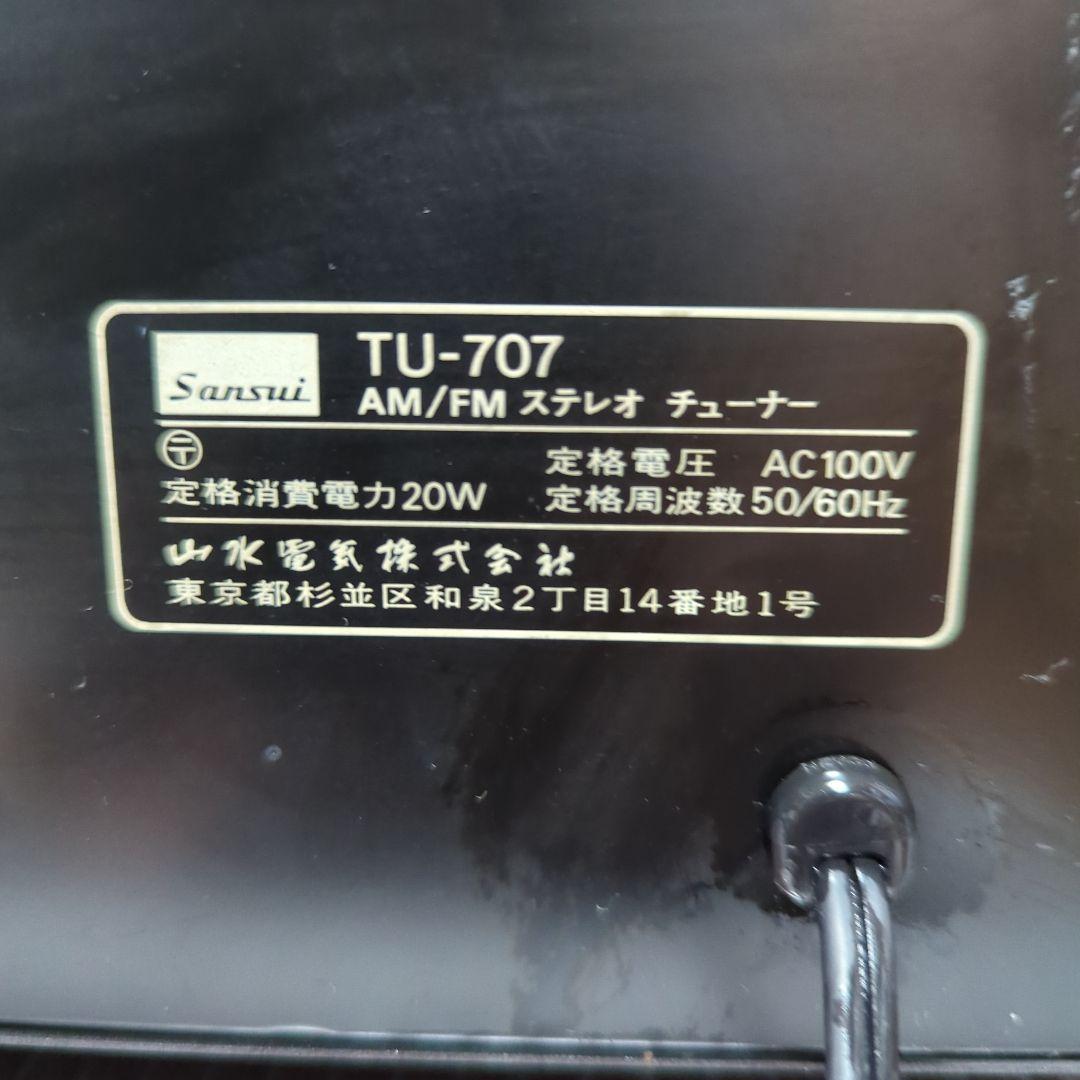 Sansui
TU-707
AM/FM ステレオ チューナー
〒
定格電圧 AC100V
定格消費電力20W
定格周波数50/60Hz
山水電気株式会社
東京都杉並区和泉2丁目14番地1号